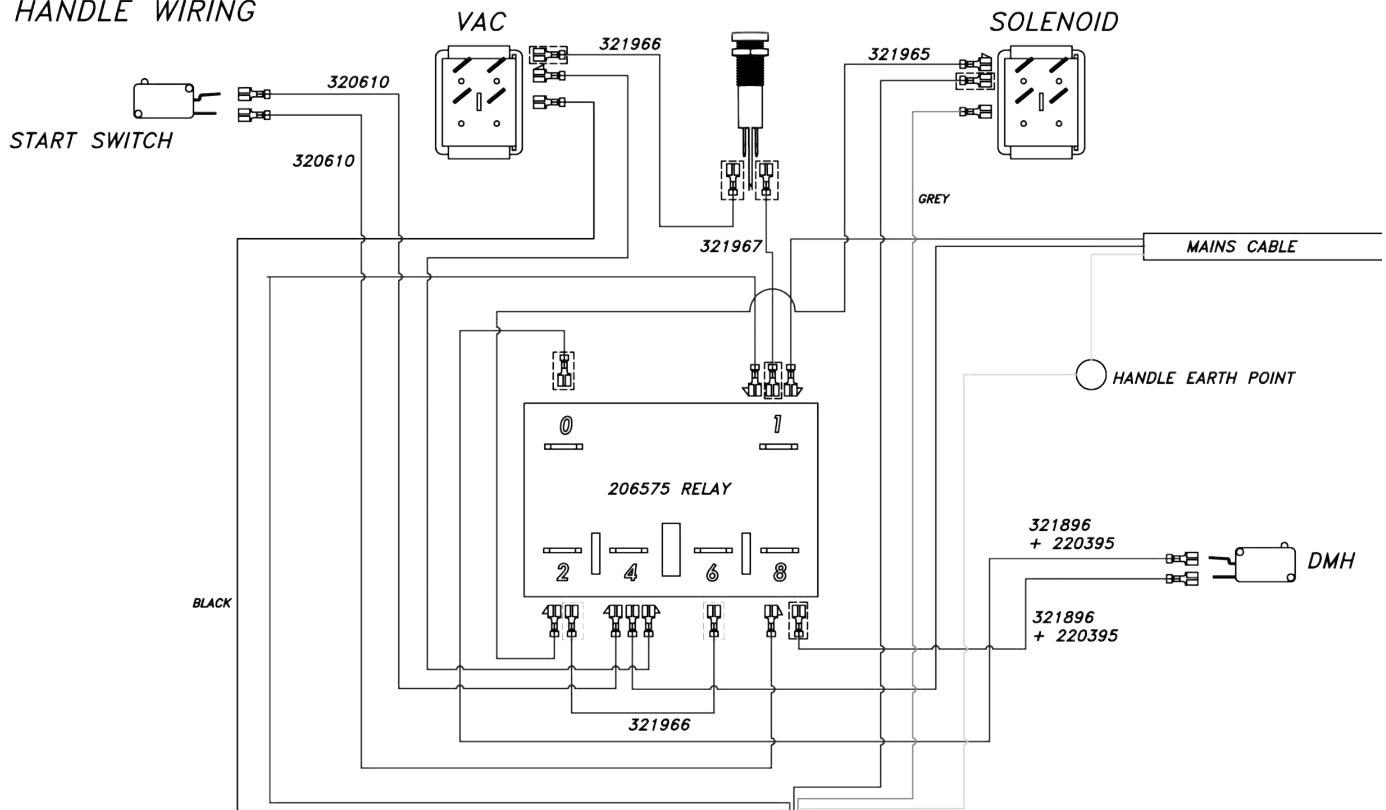 HANDLE WIRING
VAC
SOLENOID
321966
321965
320610
START SWITCH
320610
GREY
321967
MAINS CABLE
HANDLE EARTH POINT
0
1
206575 RELAY
321896
+ 220395
2
4
6
8
DMH
BLACK
321896
+ 220395
321966